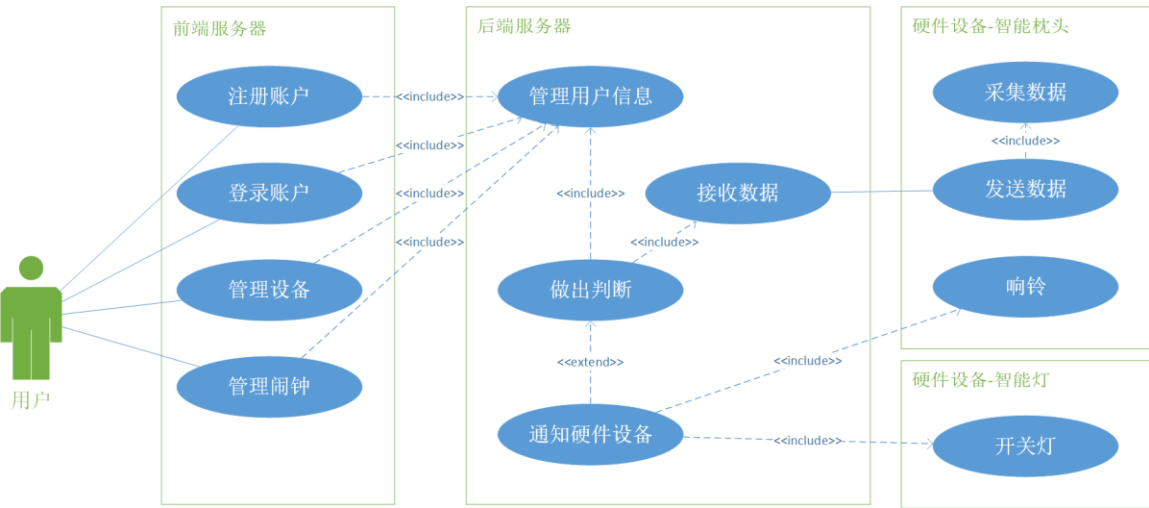 前端服务器
后端服务器
硬件设备-智能枕头
注册账户
<<include>>
管理用户信息
采集数据
<<include>>
<<include>>
登录账户
<<include>>
<<include>>
接收数据
发送数据
<<include>>
<<include>>
管理设备
做出判断
响铃
用户
管理闹钟
<<extend>>
<<include>>
硬件设备-智能灯
通知硬件设备
<<include>>
开关灯